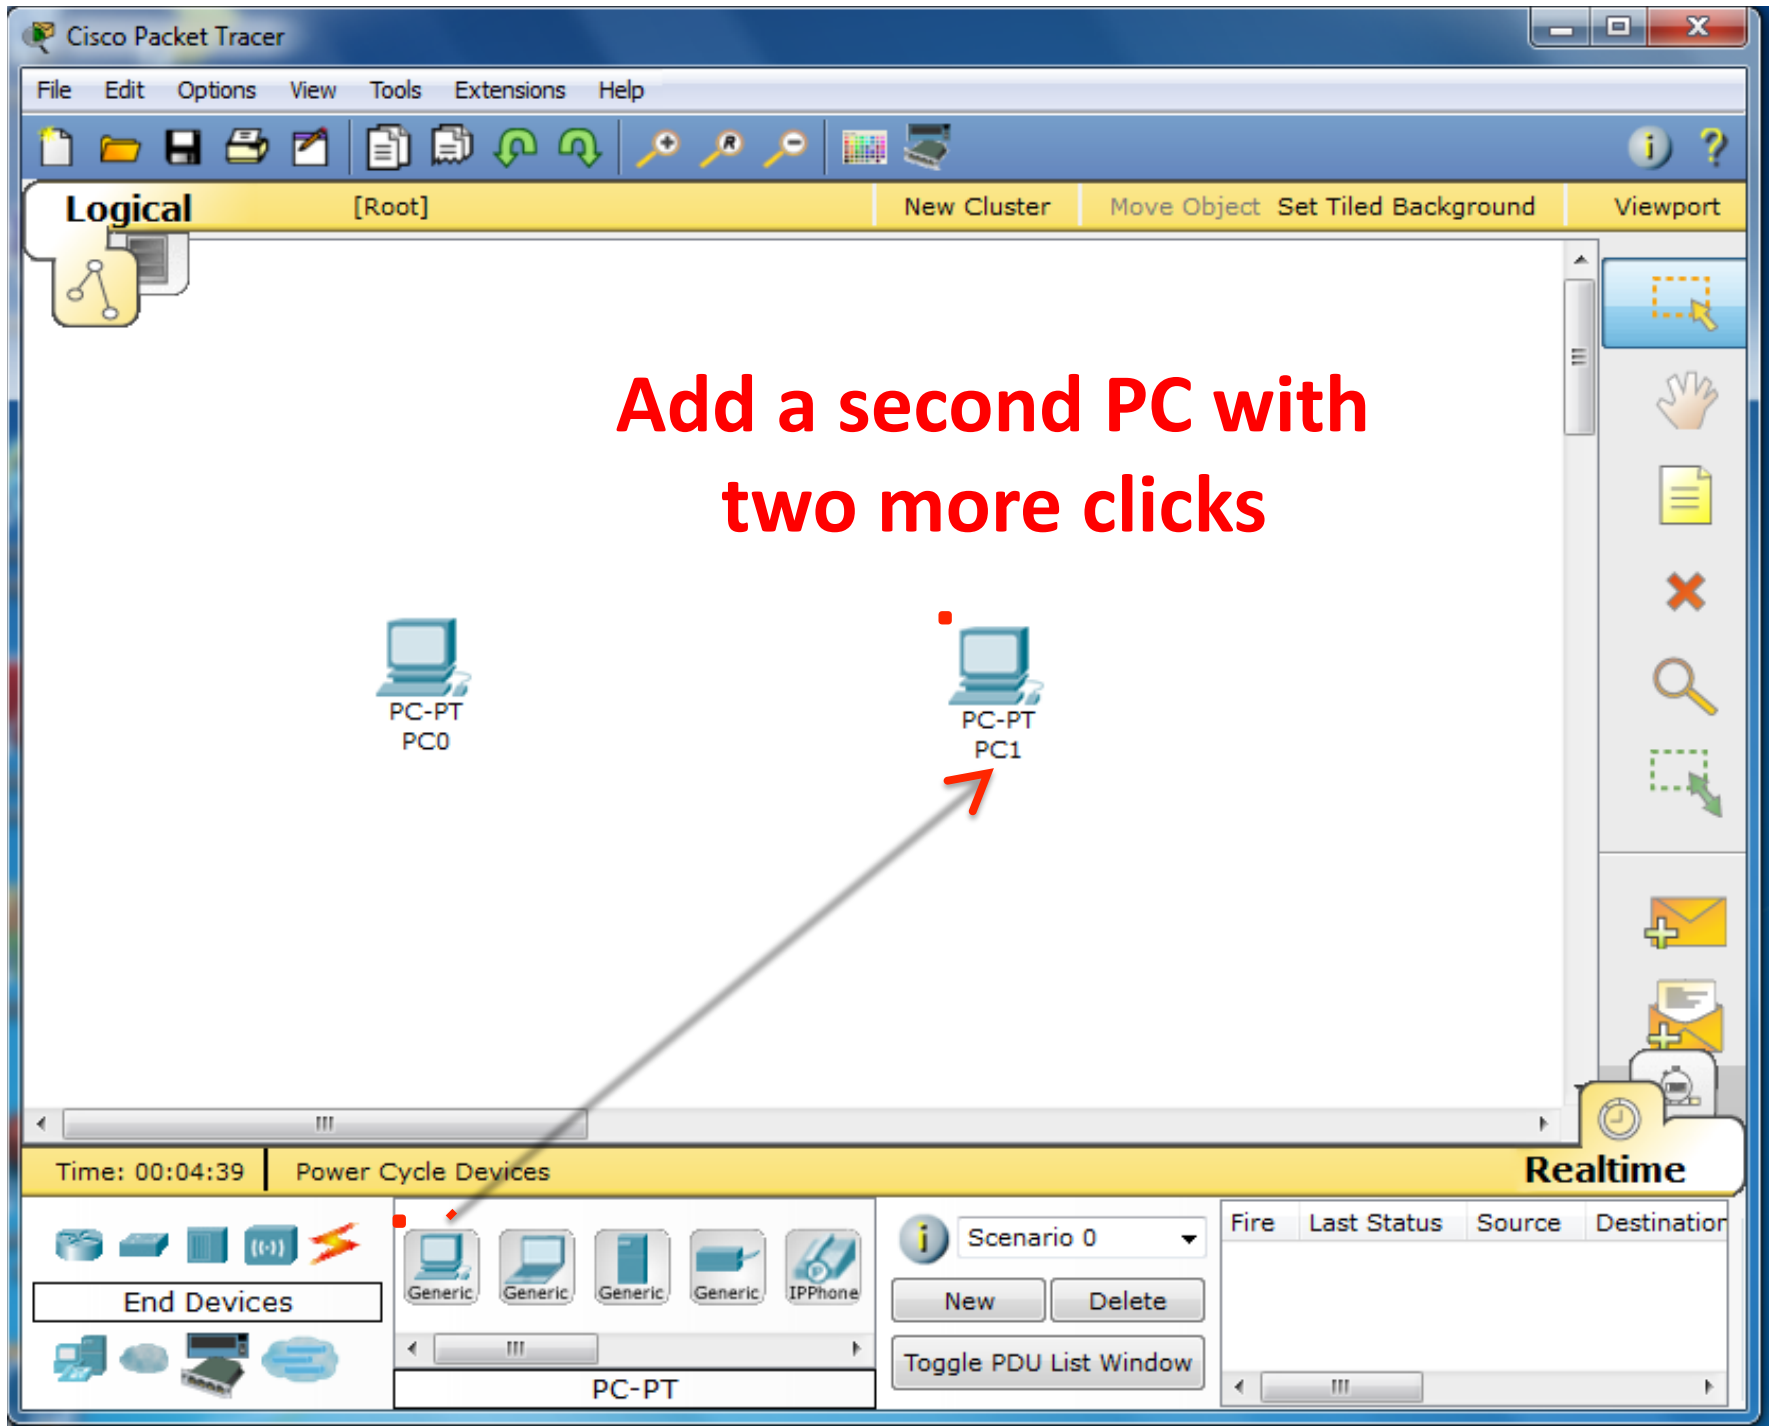 Cisco Packet Tracer
File Edit Options View Tools Extensions Help
Logical [Root] New Cluster Move Object Set Tiled Background Viewport
Add a second PC with
two more clicks
PC-PT
PC0
PC-PT
PC1
Time: 00:04:39 Power Cycle Devices Realtime
Generic Generic Generic Generic IPPhone
End Devices
PC-PT
Scenario 0
New Delete
Toggle PDU List Window
Fire Last Status Source Destination